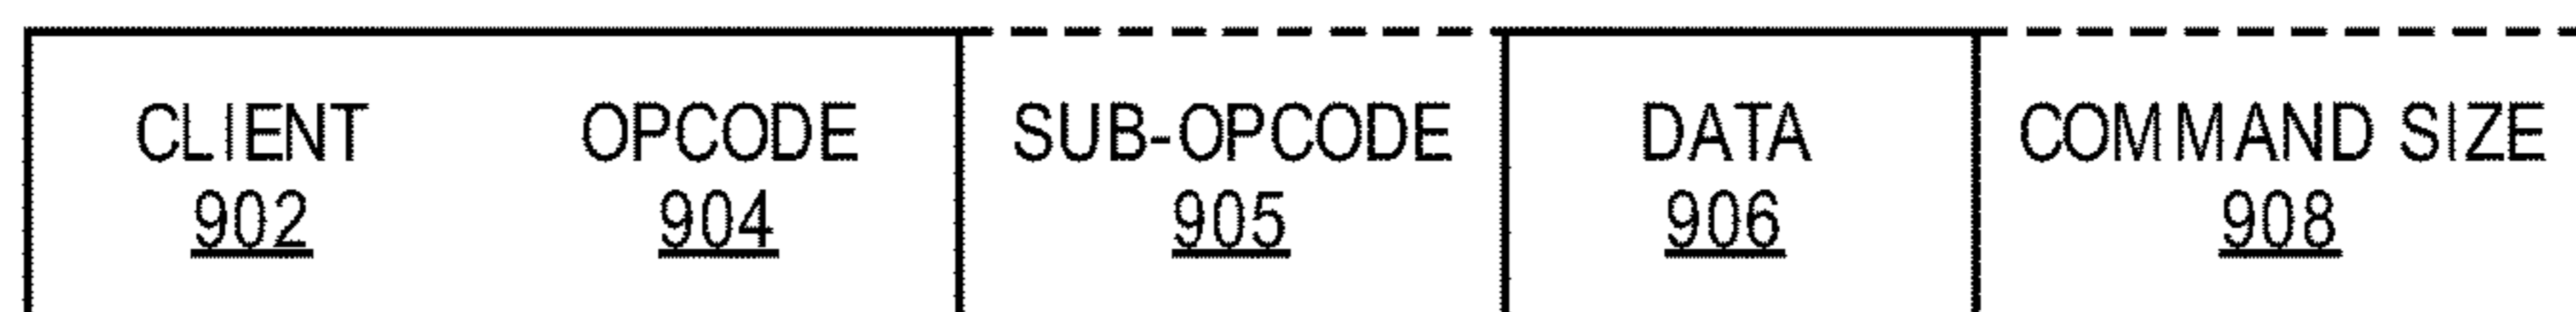 CLIENT OPCODE SUB-OPCODE DATA COMMAND SIZE
902 904 905 906 908